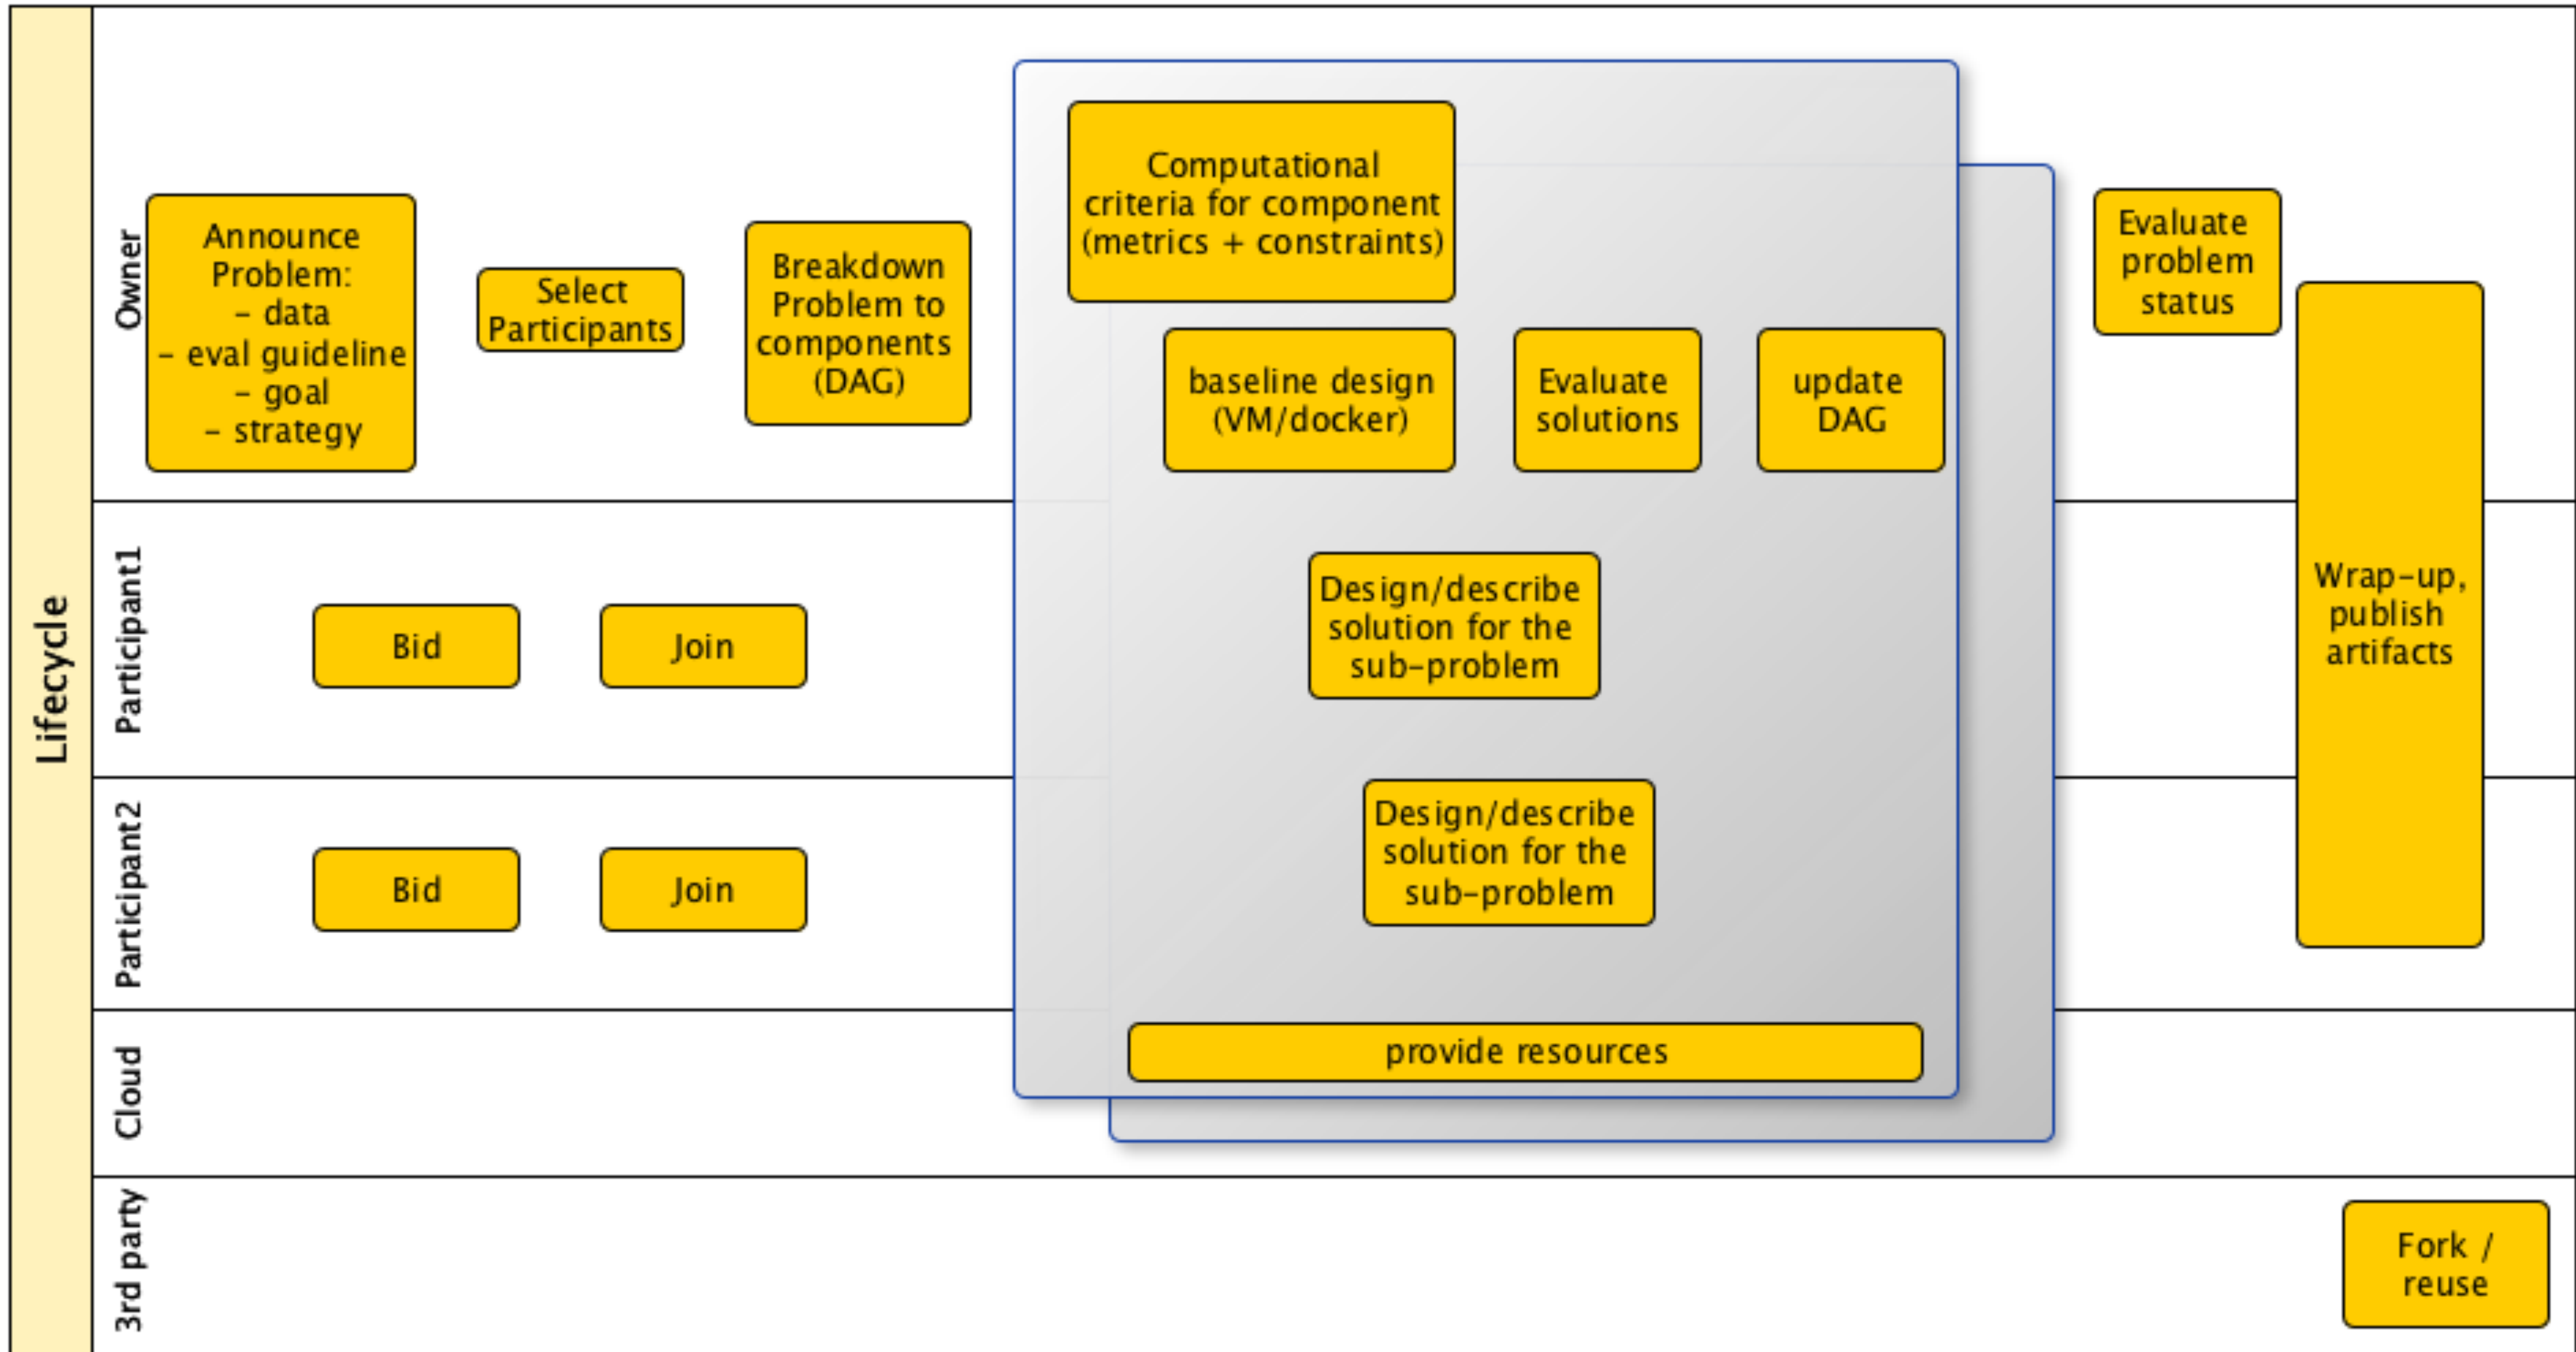 Lifecycle
Owner
Announce
Problem:
- data
- eval guideline
- goal
- strategy
Select
Participants
Breakdown
Problem to
components
(DAG)
Computational
criteria for component
(metrics + constraints)
baseline design
(VM/docker)
Evaluate
solutions
update
DAG
Evaluate
problem
status
Wrap-up,
publish
artifacts
Participant1
Bid
Join
Design/describe
solution for the
sub-problem
Participant2
Bid
Join
Design/describe
solution for the
sub-problem
Cloud
provide resources
3rd party
Fork /
reuse